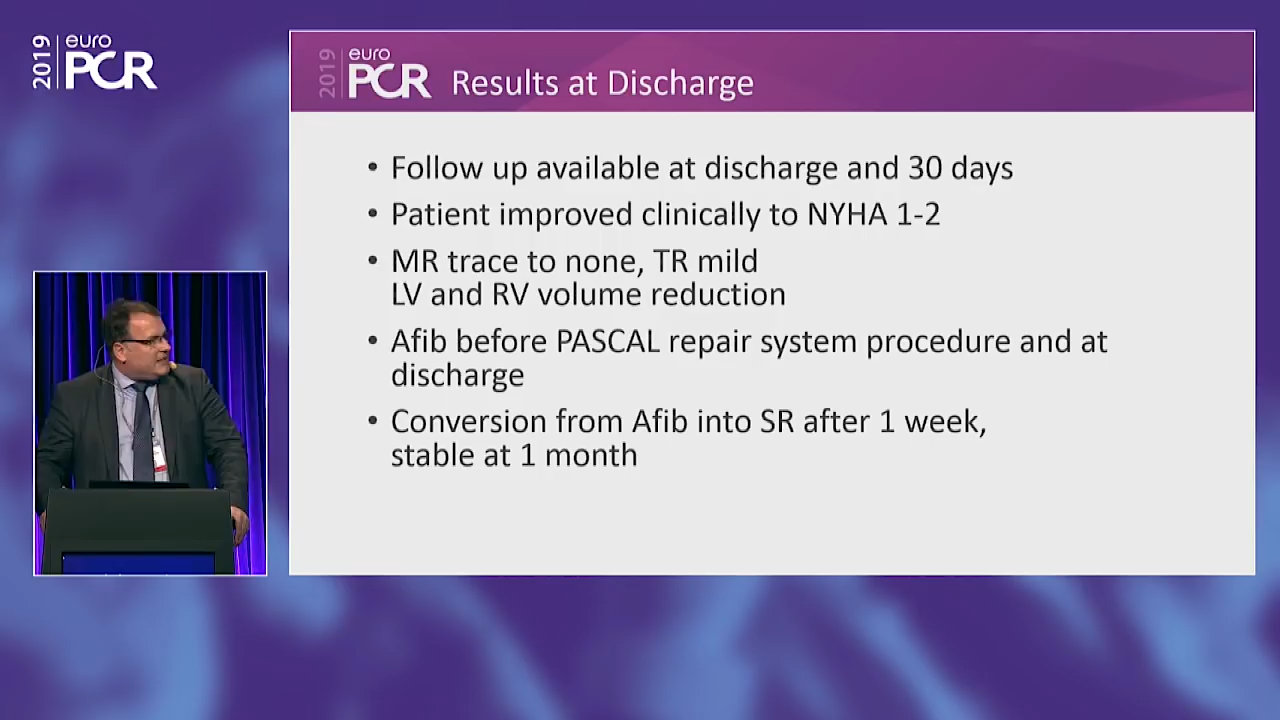 2019
euro
PCR
2019
euro
PCR
Results at Discharge
• Follow up available at discharge and 30 days
• Patient improved clinically to NYHA 1-2
• MR trace to none, TR mild
LV and RV volume reduction
• Afib before PASCAL repair system procedure and at
discharge
• Conversion from Afib into SR after 1 week,
stable at 1 month